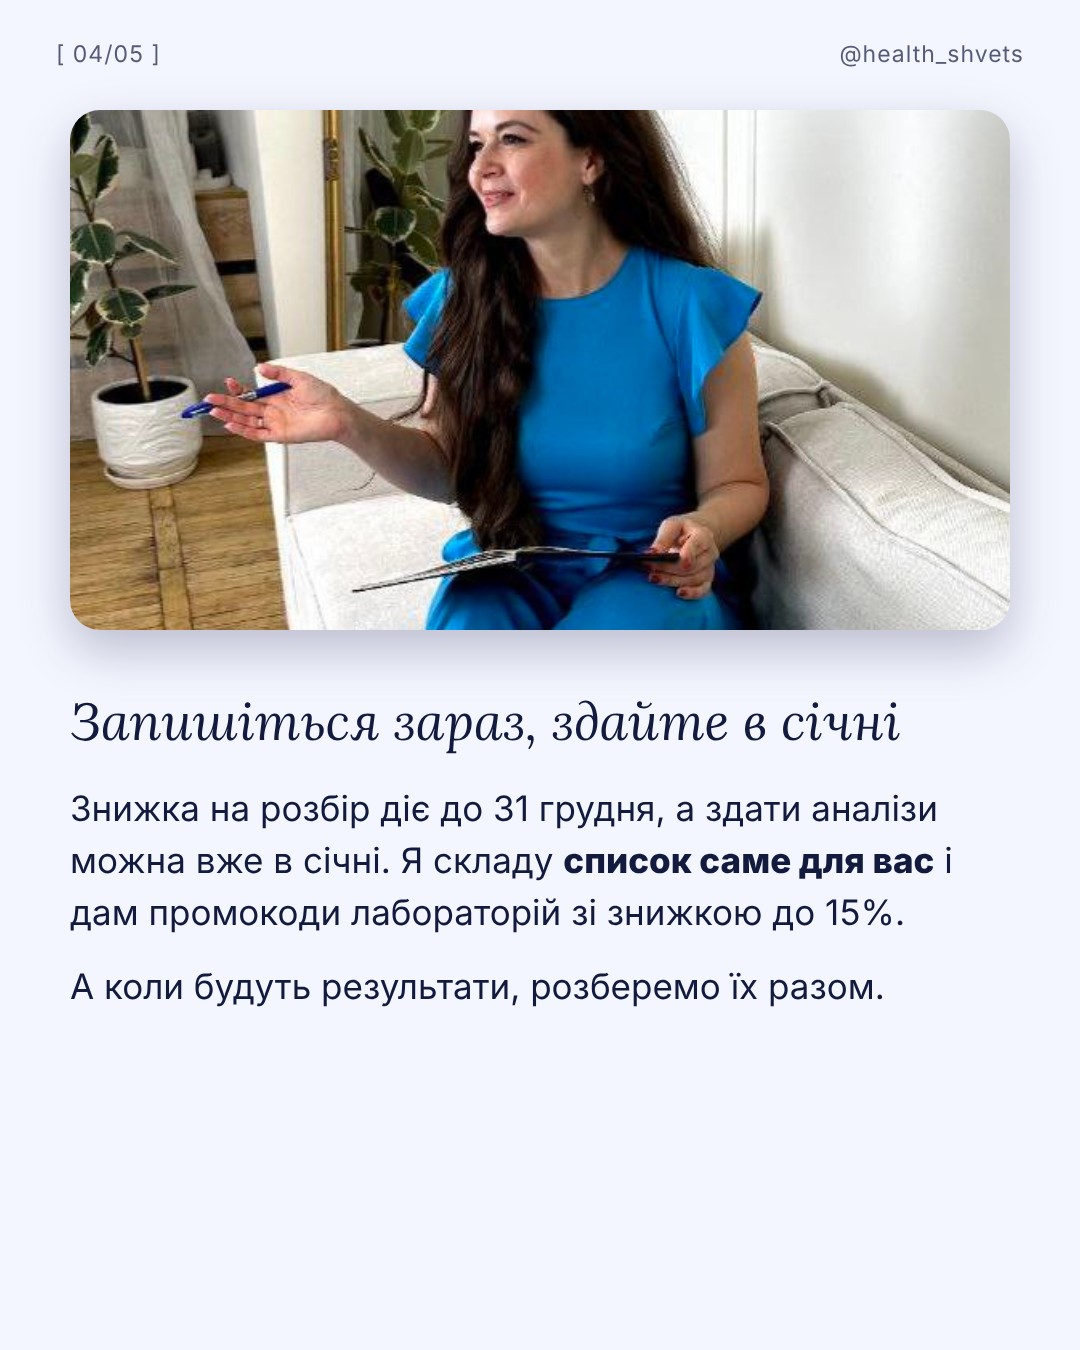 [ 04/05 ]
@health_shvets
Запишіться зараз, здайте в січні
Знижка на розбір діє до 31 грудня, а здати аналізи
можна вже в січні. Я складу список саме для вас і
дам промокоди лабораторій зі знижкою до 15%.
А коли будуть результати, розберемо їх разом.